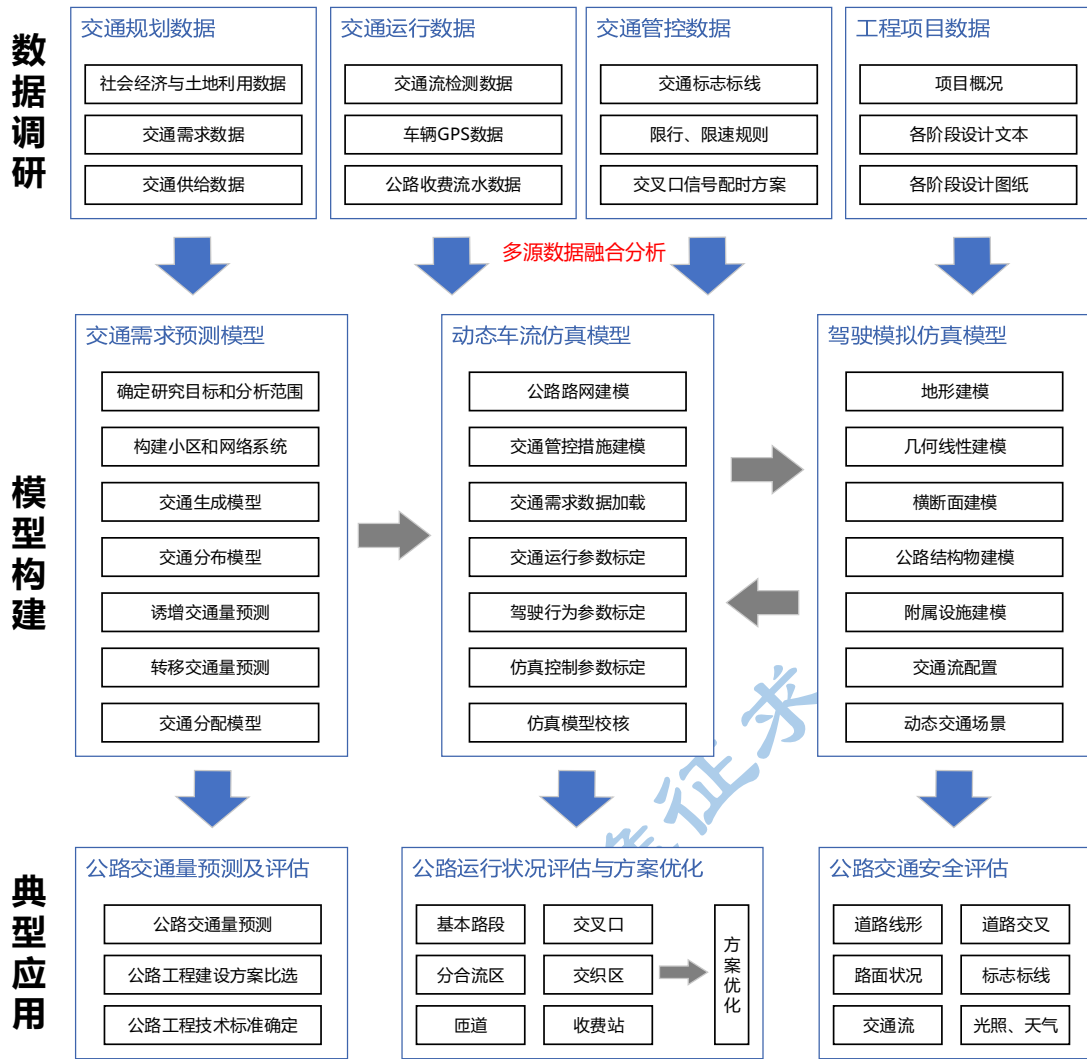 数据调研
交通规划数据
社会经济与土地利用数据
交通需求数据
交通供给数据
交通运行数据
交通流检测数据
车辆GPS数据
公路收费流水数据
交通管控数据
交通标志标线
限行、限速规则
交叉口信号配时方案
工程项目数据
项目概况
各阶段设计文本
各阶段设计图纸
多源数据融合分析
模型构建
交通需求预测模型
确定研究目标和分析范围
构建小区和网络系统
交通生成模型
交通分布模型
诱增交通量预测
转移交通量预测
交通分配模型
动态车流仿真模型
公路路网建模
交通管控措施建模
交通需求数据加载
交通运行参数标定
驾驶行为参数标定
仿真控制参数标定
仿真模型校核
驾驶模拟仿真模型
地形建模
几何线性建模
横断面建模
公路结构物建模
附属设施建模
交通流配置
动态交通场景
征求
典型应用
公路交通量预测及评估
公路交通量预测
公路工程建设方案比选
公路工程技术标准确定
公路运行状况评估与方案优化
基本路段
交叉口
分合流区
交织区
匝道
收费站
方案优化
公路交通安全评估
道路线形
道路交叉
路面状况
标志标线
交通流
光照、天气